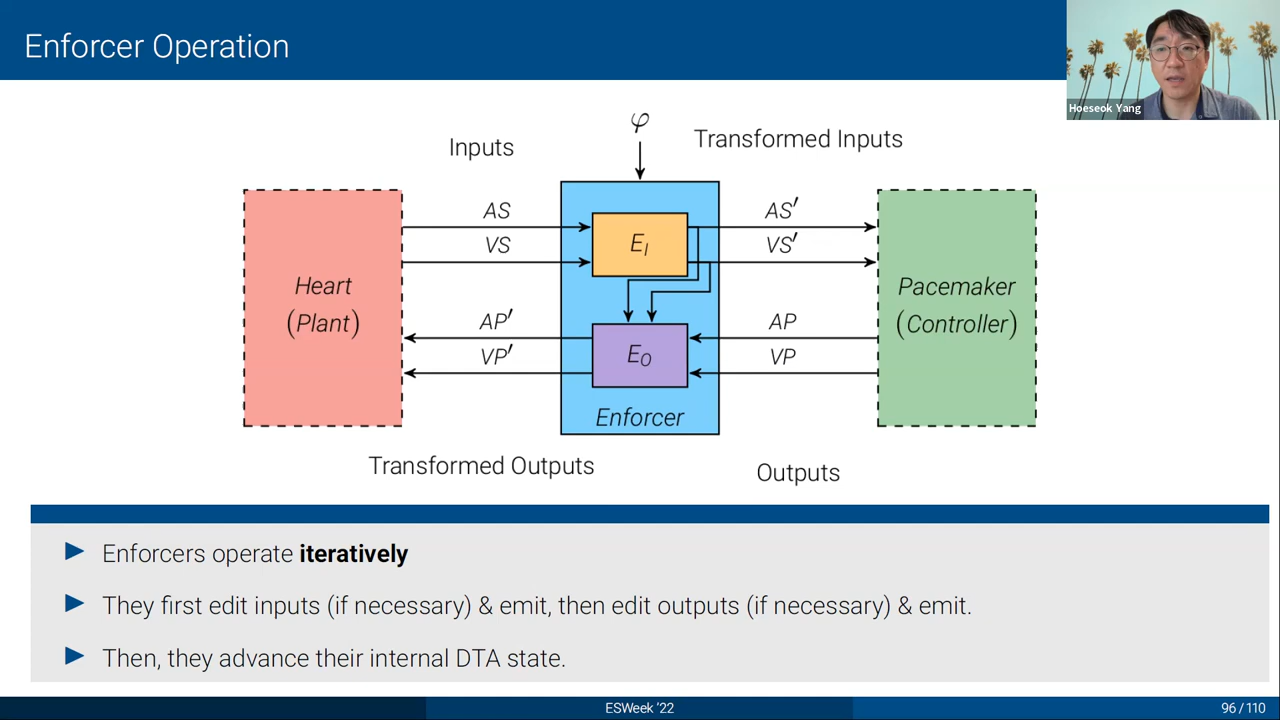 Enforcer Operation
Hoeseok Yang
φ
Inputs
Transformed Inputs
AS
AS′
VS
VS′
E_I
Heart
(Plant)
Pacemaker
(Controller)
AP′
AP
VP′
VP
E_O
Enforcer
Transformed Outputs
Outputs
Enforcers operate iteratively
They first edit inputs (if necessary) & emit, then edit outputs (if necessary) & emit.
Then, they advance their internal DTA state.
ESWeek ’22
96 / 110